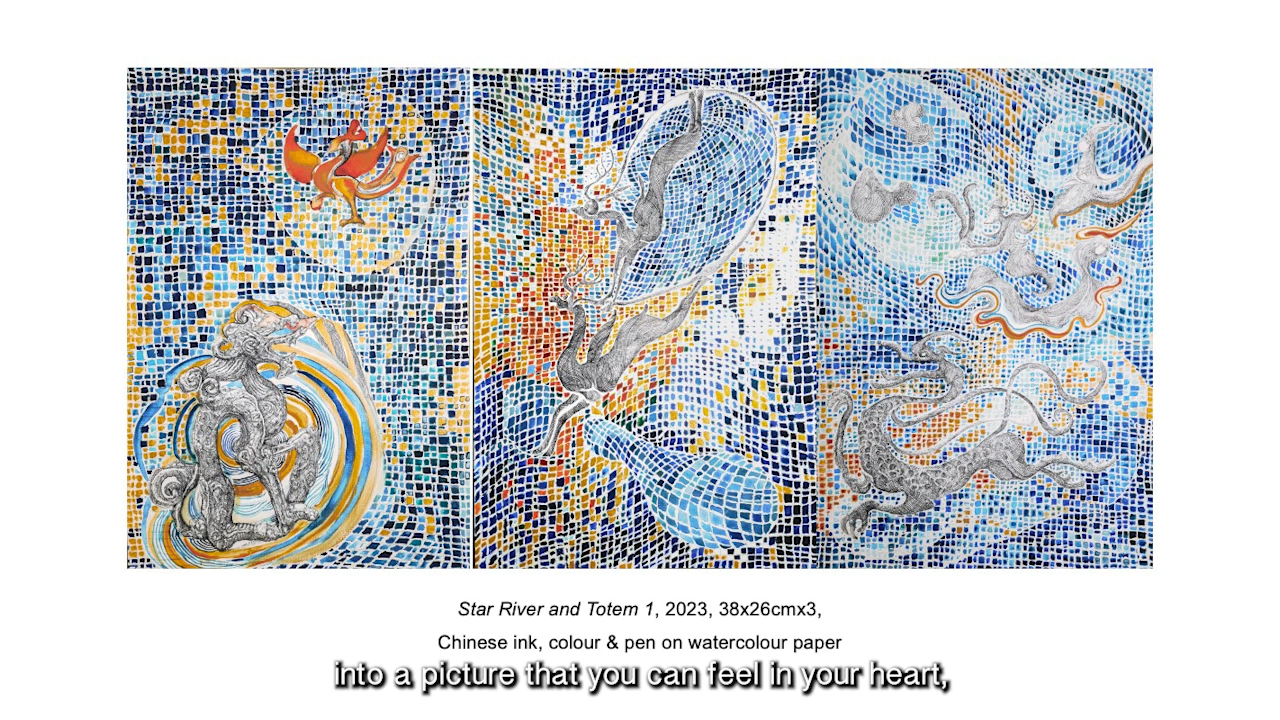 Star River and Totem 1, 2023, 38x26cmx3,
Chinese ink, colour & pen on watercolour paper
into a picture that you can feel in your heart,